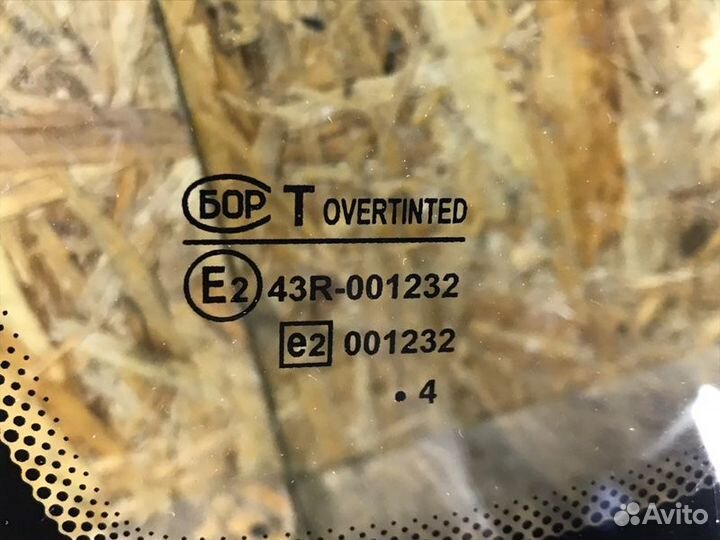 БОР T OVERTINTED
E2 43R-001232
e2 001232
. 4
Avito